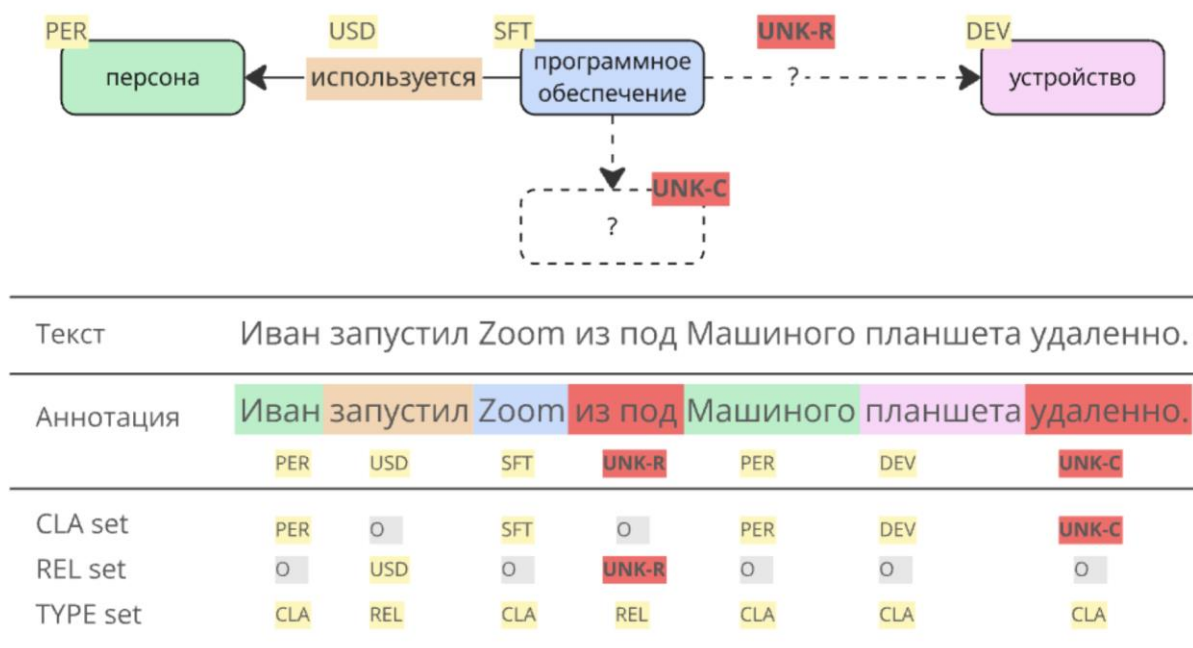 PER USD SFT UNK-R DEV
персона используется программное обеспечение ? устройство
UNK-C
?
Текст Иван запустил Zoom из под Машиного планшета удаленно.
Аннотация Иван запустил Zoom из под Машиного планшета удаленно.
PER USD SFT UNK-R PER DEV UNK-C
CLA set PER O SFT O PER DEV UNK-C
REL set O USD O UNK-R O O O
TYPE set CLA REL CLA REL CLA CLA CLA